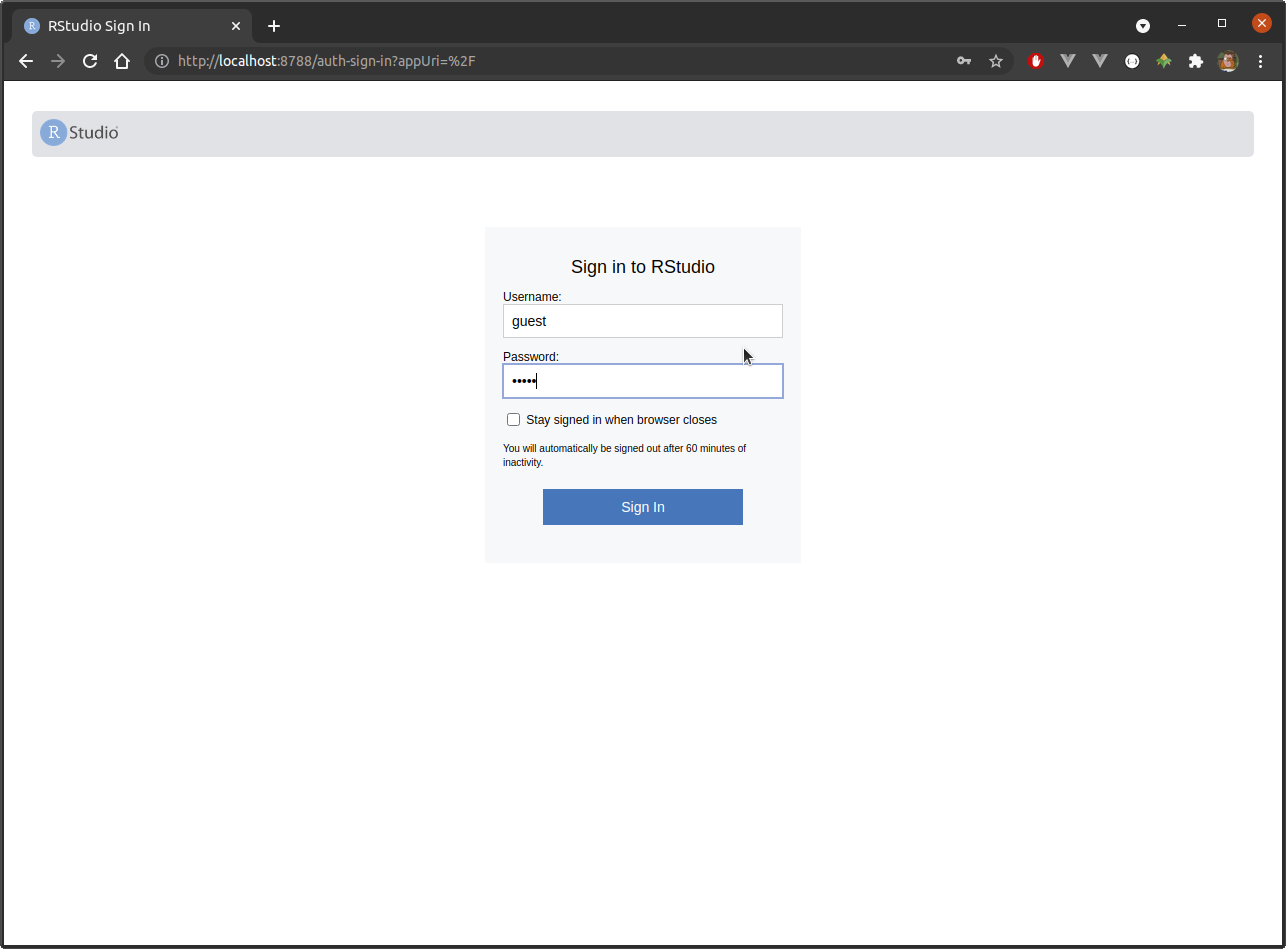 RStudio Sign In
http://localhost:8788/auth-sign-in?appUri=%2F
R Studio
Sign in to RStudio
Username:
guest
Password:
•••••
Stay signed in when browser closes
You will automatically be signed out after 60 minutes of
inactivity.
Sign In